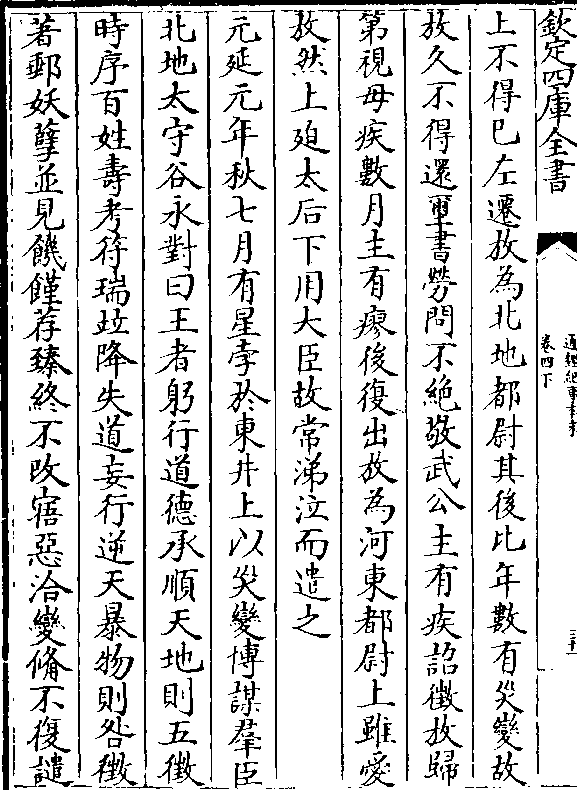 欽定四庫全書
通鑑紀事本末
卷四下
三十一
上不得已左遷放為北地都尉其後比年數有災變故
放久不得還璽書勞問不絶敬武公主有疾詔徵放歸
第視母疾數月主有瘳後復出放為河東都尉上雖愛
放然上迫太后下用大臣故常涕泣而遣之
元延元年秋七月有星孛於東井上以災變博謀羣臣
北地太守谷永對曰王者躬行道德承順天地則五徵
時序百姓壽考符瑞並降失道妄行逆天暴物則咎徵
著郵妖孽並見饑饉荐臻終不改寤惡洽變備不復譴